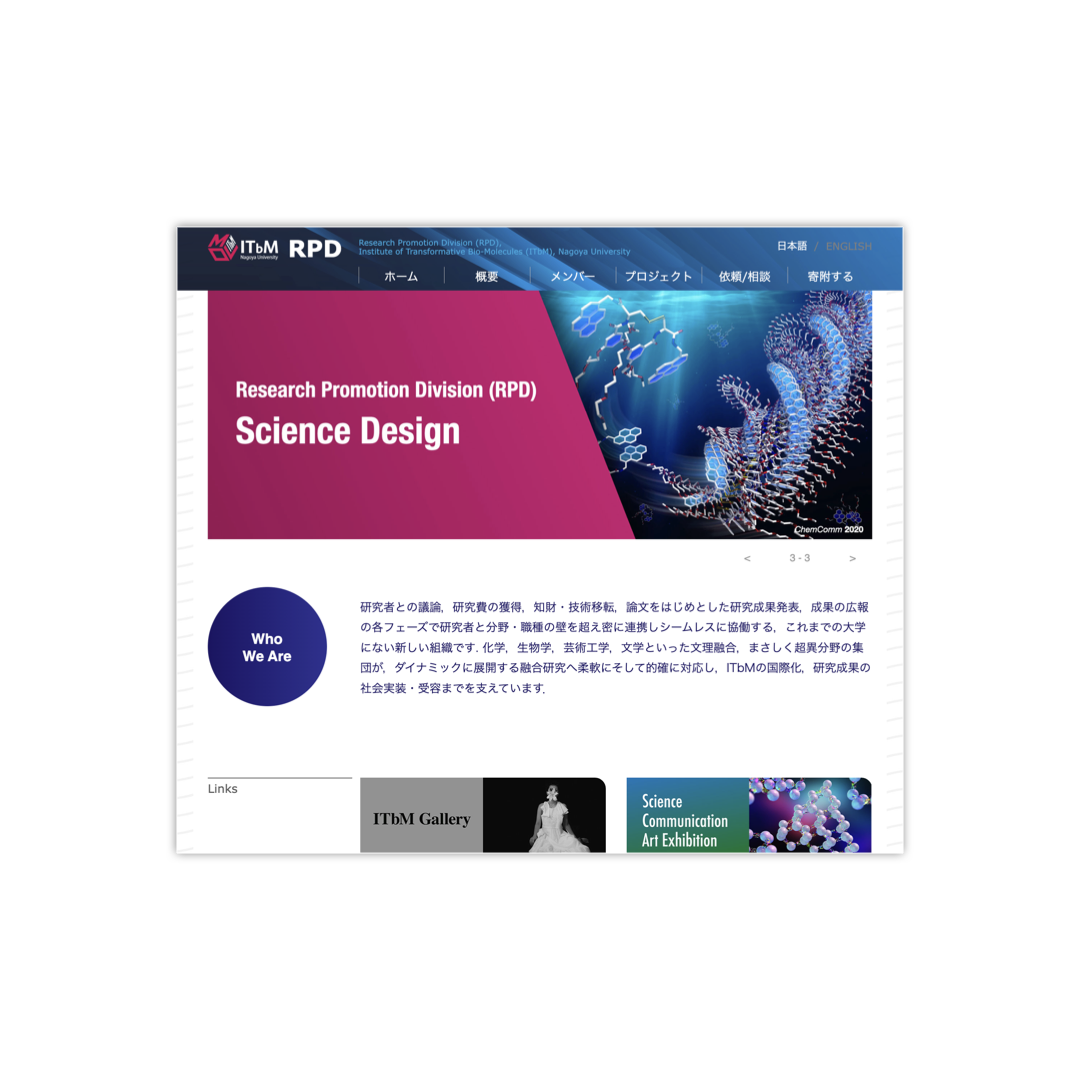 ITbM
Nagoya University
RPD
Research Promotion Division (RPD),
Institute of Transformative Bio-Molecules (ITbM), Nagoya University
日本語 / ENGLISH
ホーム
概要
メンバー
プロジェクト
依頼/相談
寄附する
Research Promotion Division (RPD)
Science Design
ChemComm 2020
< 3 - 3 >
Who
We Are
研究者との議論，研究費の獲得，知財・技術移転，論文をはじめとした研究成果発表，成果の広報
の各フェーズで研究者と分野・職種の壁を超え密に連携しシームレスに協働する，これまでの大学
にない新しい組織です. 化学，生物学，芸術工学，文学といった文理融合，まさしく超異分野の集
団が，ダイナミックに展開する融合研究へ柔軟にそして的確に対応し，ITbMの国際化，研究成果の
社会実装・受容までを支えています.
Links
ITbM Gallery
Science
Communication
Art Exhibition